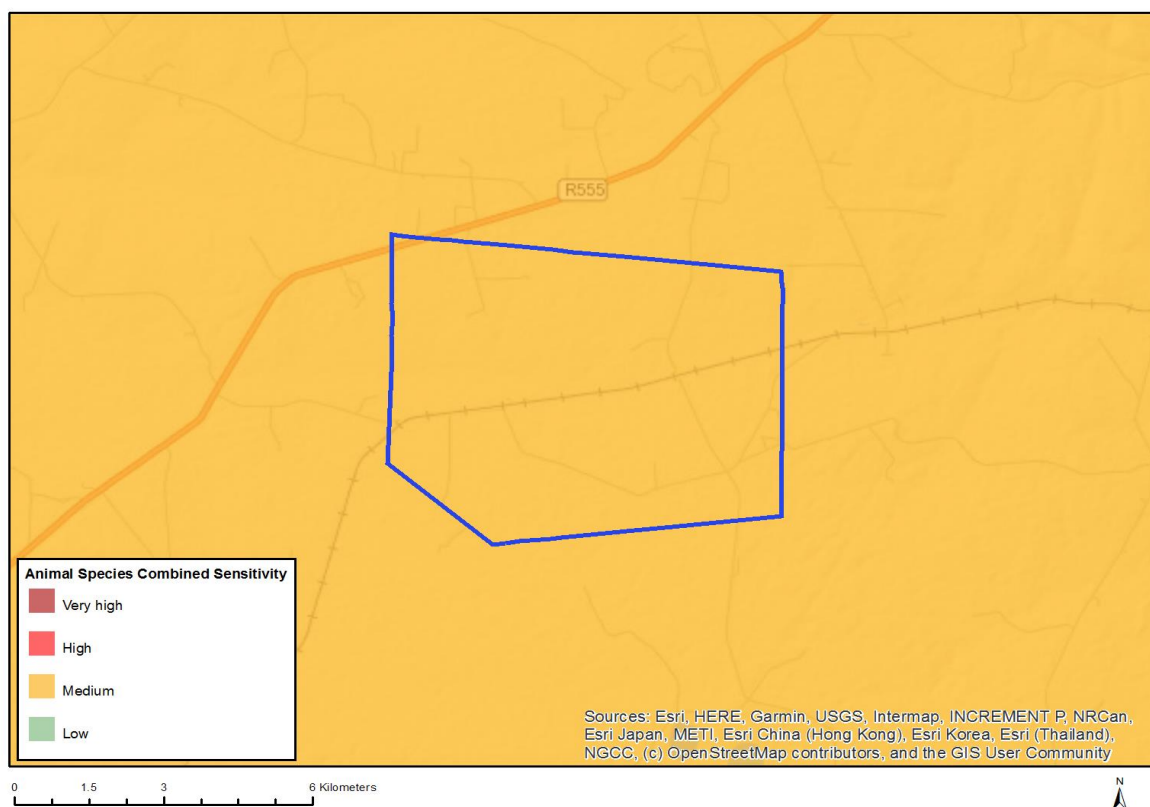 R555
Animal Species Combined Sensitivity
Very high
High
Medium
Low
Sources: Esri, HERE, Garmin, USGS, Intermap, INCREMENT P, NRCan,
Esri Japan, METI, Esri China (Hong Kong), Esri Korea, Esri (Thailand),
NGCC, (c) OpenStreetMap contributors, and the GIS User Community
0 1.5 3 6 Kilometers
N